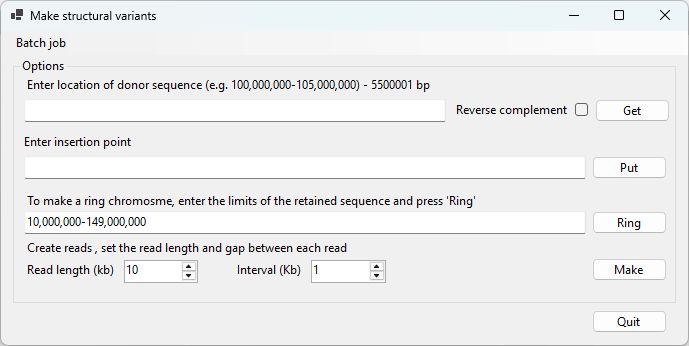 Make structural variants
Batch job
Options
Enter location of donor sequence (e.g. 100,000,000-105,000,000) - 5500001 bp
Reverse complement Get
Enter insertion point
Put
To make a ring chromosme, enter the limits of the retained sequence and press 'Ring'
10,000,000-149,000,000 Ring
Create reads , set the read length and gap between each read
Read length (kb) 10 Interval (Kb) 1 Make
Quit